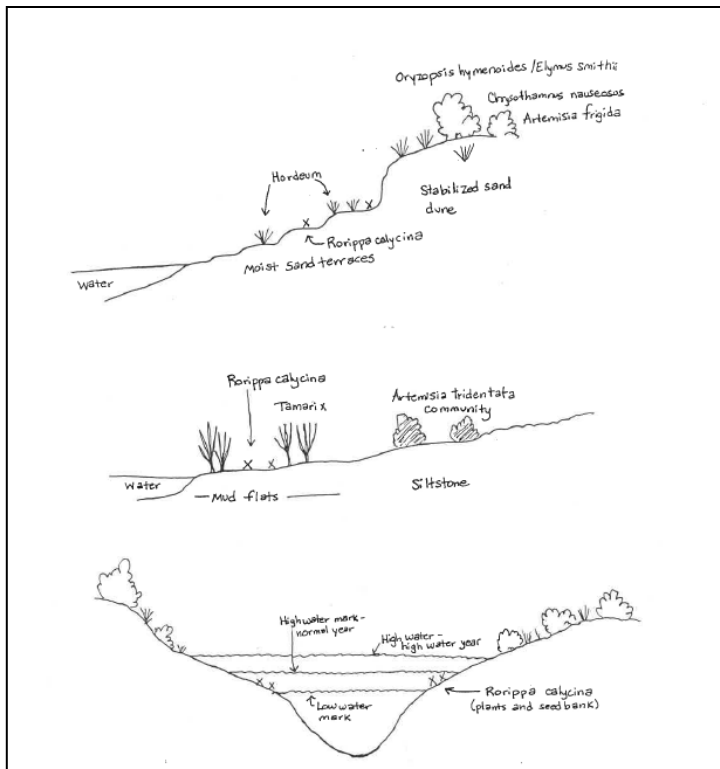 Oryzopsis hymenoides / Elymus smithii
Chrysothamnus nauseosus
Artemisia frigida
Hordeum
Stabilized sand
dune
Rorippa calycina
Moist sand terraces
Water
Rorippa calycina
Tamarix
Artemisia tridentata
community
Water
Mud flats
Siltstone
High water mark-
normal year
High water -
high water year
Low water
mark
Rorippa calycina
(plants and seed bank)